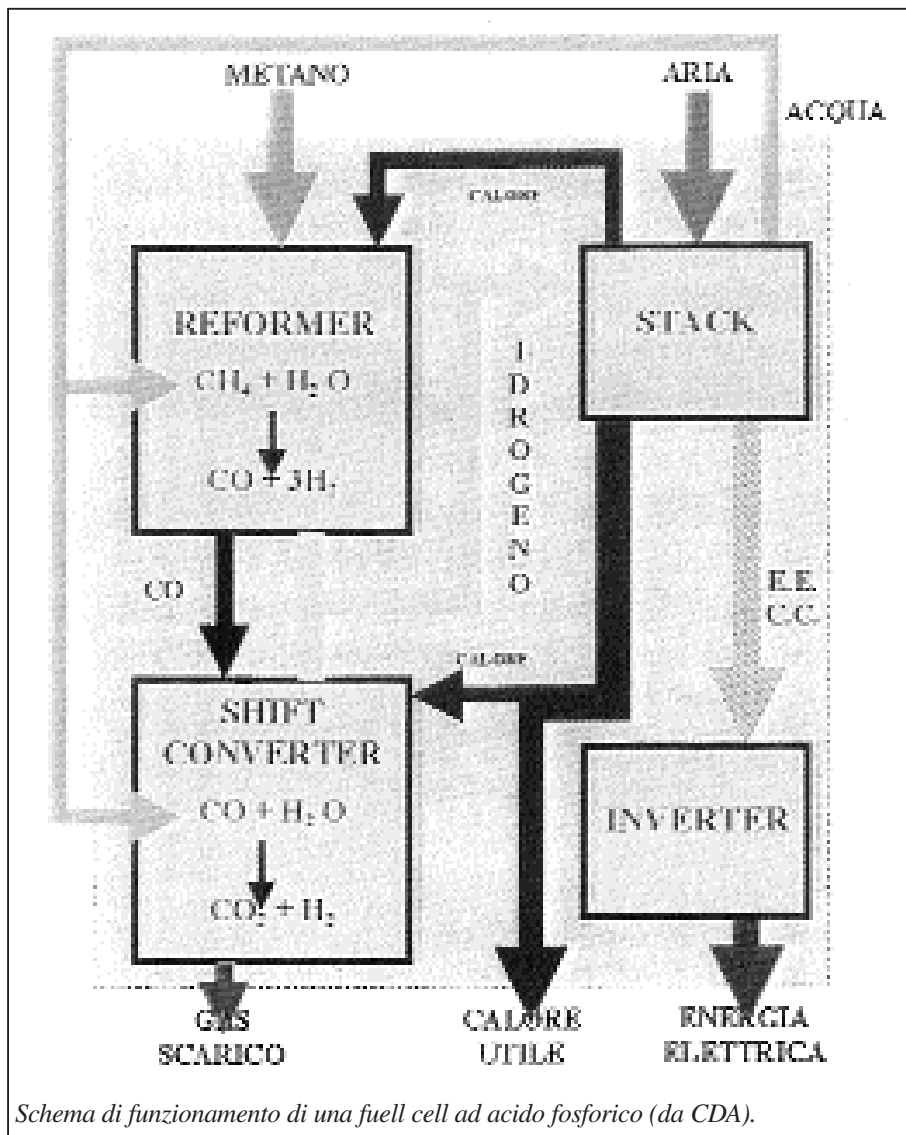 METANO
ARIA
ACQUA
CALORE
REFORMER
CH₄ + H₂O
CO + 3H₂
STACK
IDROGENO
CO
E.E.
C.C.
CALORE
SHIFT
CONVERTER
CO + H₂O
CO₂ + H₂
INVERTER
GAS
SCARICO
CALORE
UTILE
ENERGIA
ELETTRICA
Schema di funzionamento di una fuell cell ad acido fosforico (da CDA).